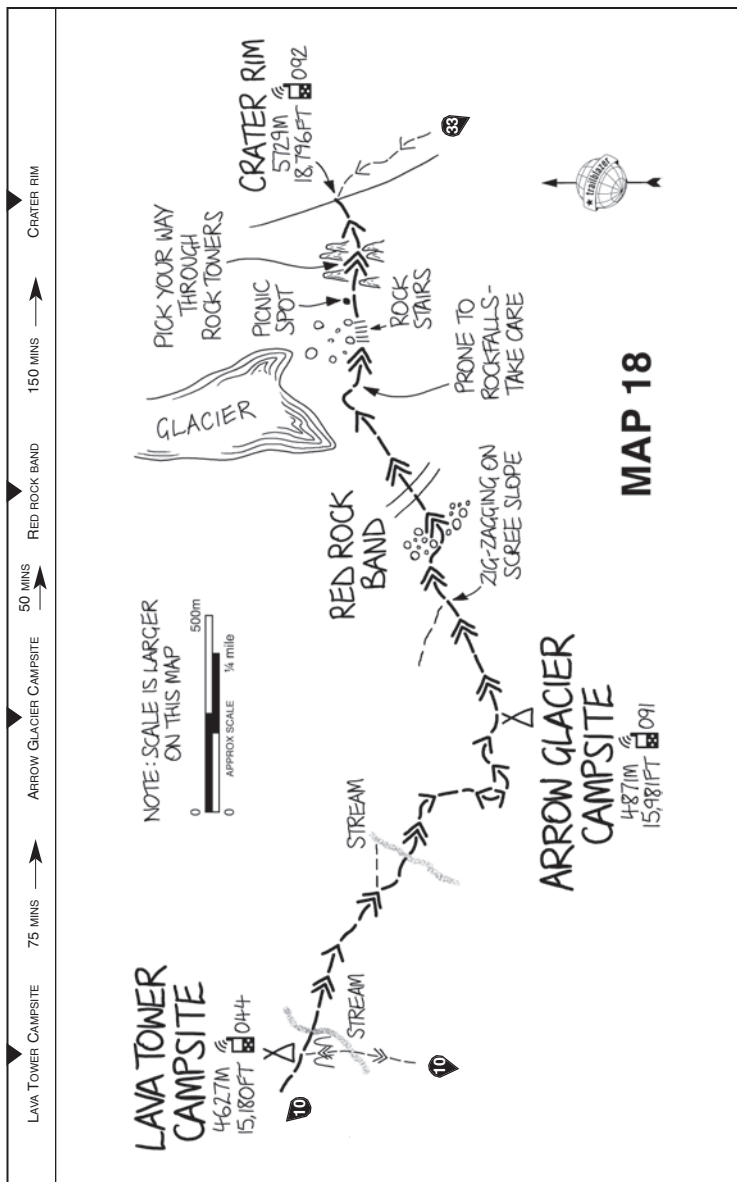 LAVA TOWER CAMPSITE 75 MINS ARROW GLACIER CAMPSITE 50 MINS RED ROCK BAND 150 MINS CRATER RIM
LAVA TOWER
CAMPSITE
4627M 044
15,180FT
10
10
STREAM
STREAM
NOTE: SCALE IS LARGER
ON THIS MAP
0 500m
APPROX SCALE
0 ¼ mile
ARROW GLACIER
CAMPSITE
4871M 091
15,981FT
ZIG-ZAGGING ON
SCREE SLOPE
RED ROCK
BAND
GLACIER
PRONE TO
ROCKFALLS-
TAKE CARE
ROCK
STAIRS
PICNIC
SPOT
PICK YOUR WAY
THROUGH
ROCK TOWERS
CRATER RIM
5729M 092
18,796FT
33
MAP 18
trailblazer